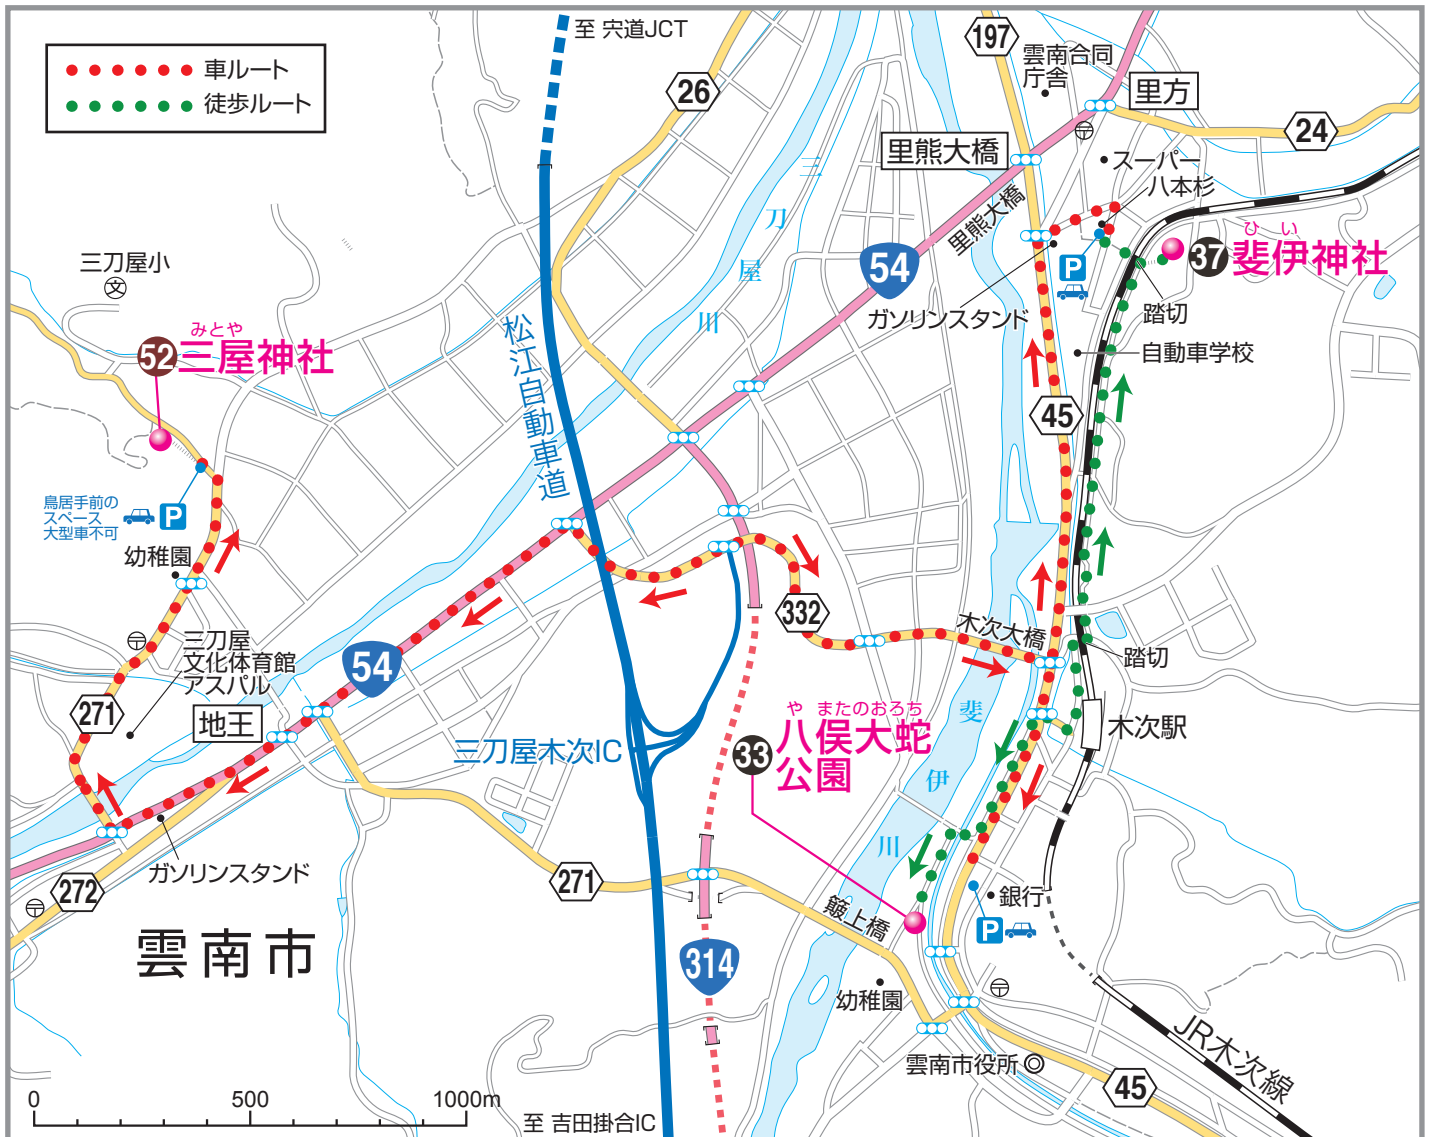 至 宍道JCT
車ルート
徒歩ルート
26
197
雲南合同
庁舎
里方
24
里熊大橋
スーパー
八本杉
里熊大橋
三刀屋川
54
P
ひい
37 斐伊神社
踏切
ガソリンスタンド
自動車学校
三刀屋小
文
みとや
52 三屋神社
松江自動車道
45
鳥居手前の
スペース
大型車不可
P
幼稚園
332
木次大橋
踏切
三刀屋
文化体育館
アスパル
54
271
地王
木次駅
三刀屋木次IC
やまたのおろち
33 八俣大蛇
公園
斐伊川
ガソリンスタンド
272
271
簸上橋
銀行
P
雲南市
314
幼稚園
雲南市役所
JR木次線
45
0 500 1000m
至 吉田掛合IC